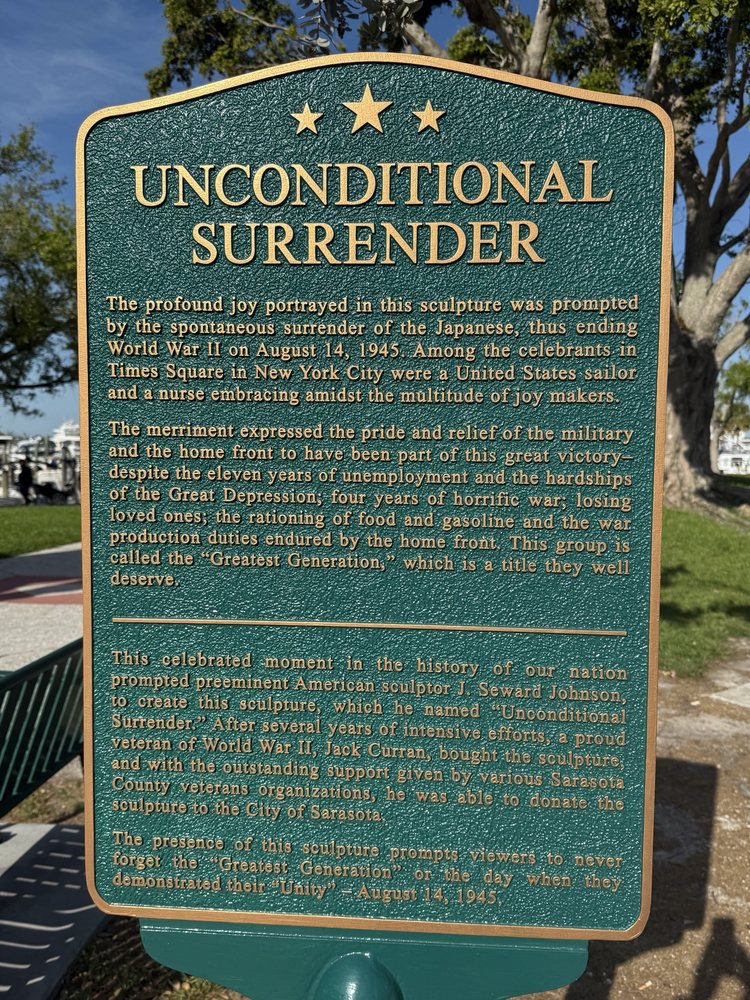 UNCONDITIONAL
SURRENDER
The profound joy portrayed in this sculpture was prompted
by the spontaneous surrender of the Japanese, thus ending
World War II on August 14, 1945. Among the celebrants in
Times Square in New York City were a United States sailor
and a nurse embracing amidst the multitude of joy makers.
The merriment expressed the pride and relief of the military
and the home front to have been part of this great victory–
despite the eleven years of unemployment and the hardships
of the Great Depression; four years of horrific war; losing
loved ones; the rationing of food and gasoline and the war
production duties endured by the home front. This group is
called the “Greatest Generation,” which is a title they well
deserve.
This celebrated moment in the history of our nation
prompted preeminent American sculptor J. Seward Johnson,
to create this sculpture, which he named “Unconditional
Surrender.” After several years of intensive efforts, a proud
veteran of World War II, Jack Curran, bought the sculpture,
and with the outstanding support given by various Sarasota
County veterans organizations, he was able to donate the
sculpture to the City of Sarasota.
The presence of this sculpture prompts viewers to never
forget the “Greatest Generation” or the day when they
demonstrated their “Unity” – August 14, 1945.